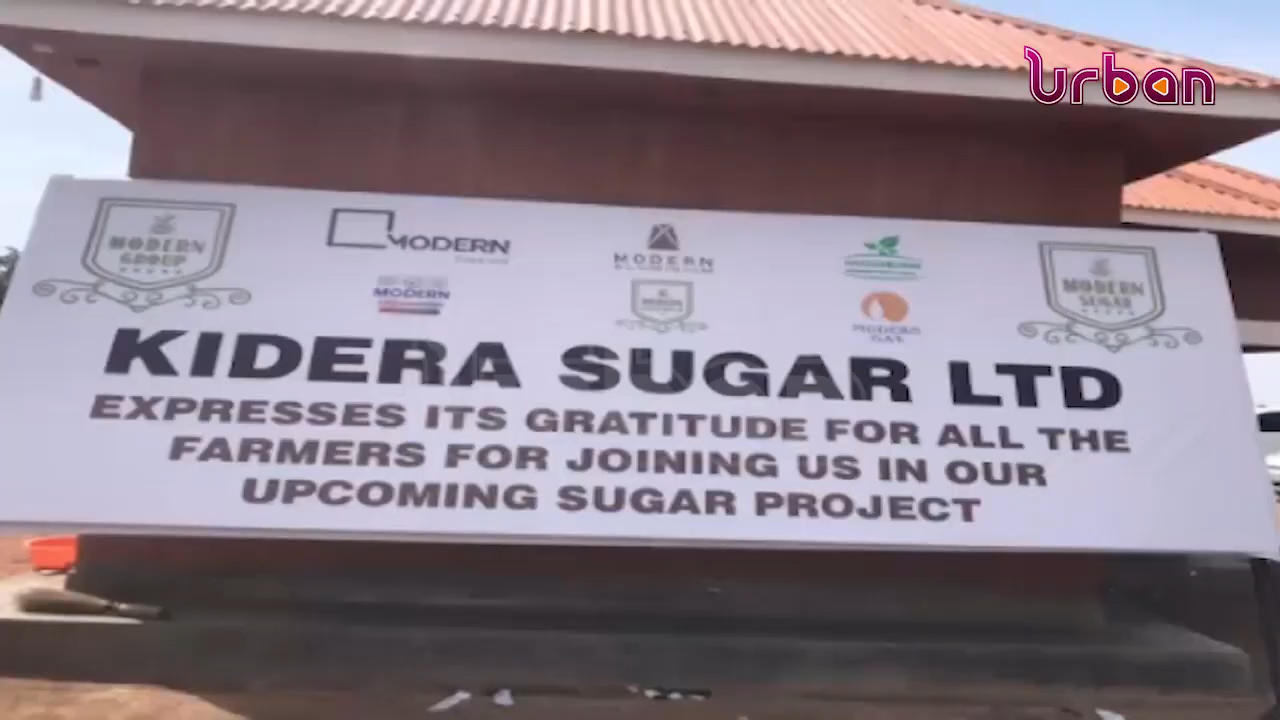 Urban
MODERN
GROUP
MODERN
MODERN
MODERN
MODERN
SUGAR
KIDERA SUGAR LTD
EXPRESSES ITS GRATITUDE FOR ALL THE
FARMERS FOR JOINING US IN OUR
UPCOMING SUGAR PROJECT